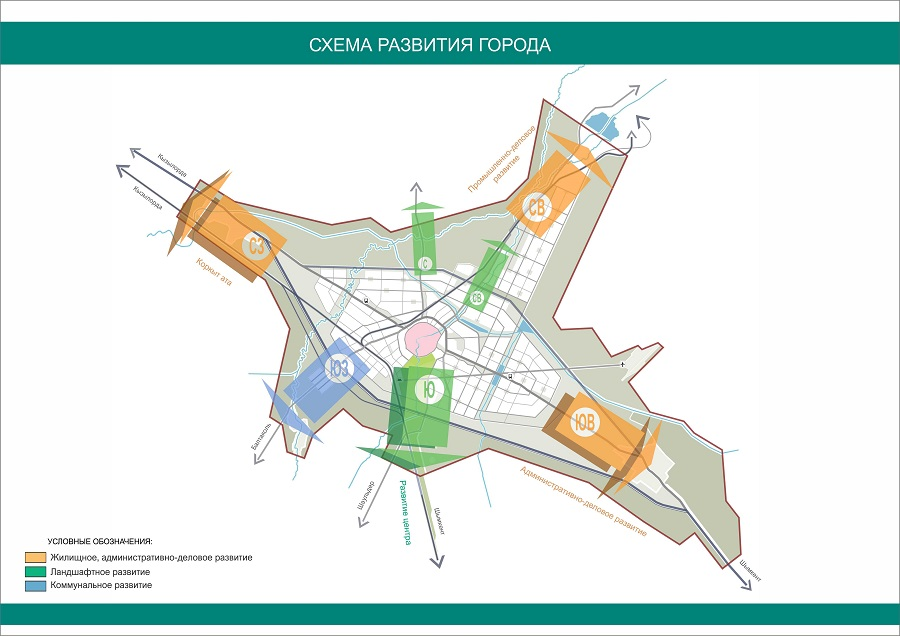 СХЕМА РАЗВИТИЯ ГОРОДА
Кызылорда
Кызылорда
Промышленно-деловое
развитие
СВ
СЗ
Коркыт ата
С
СВ
ЮЗ
Ю
ЮВ
Балтаколь
Шаульдер
Развитие центра
Шымкент
Административно-деловое развитие
Шымкент
УСЛОВНЫЕ ОБОЗНАЧЕНИЯ:
Жилищное, административно-деловое развитие
Ландшафтное развитие
Коммунальное развитие